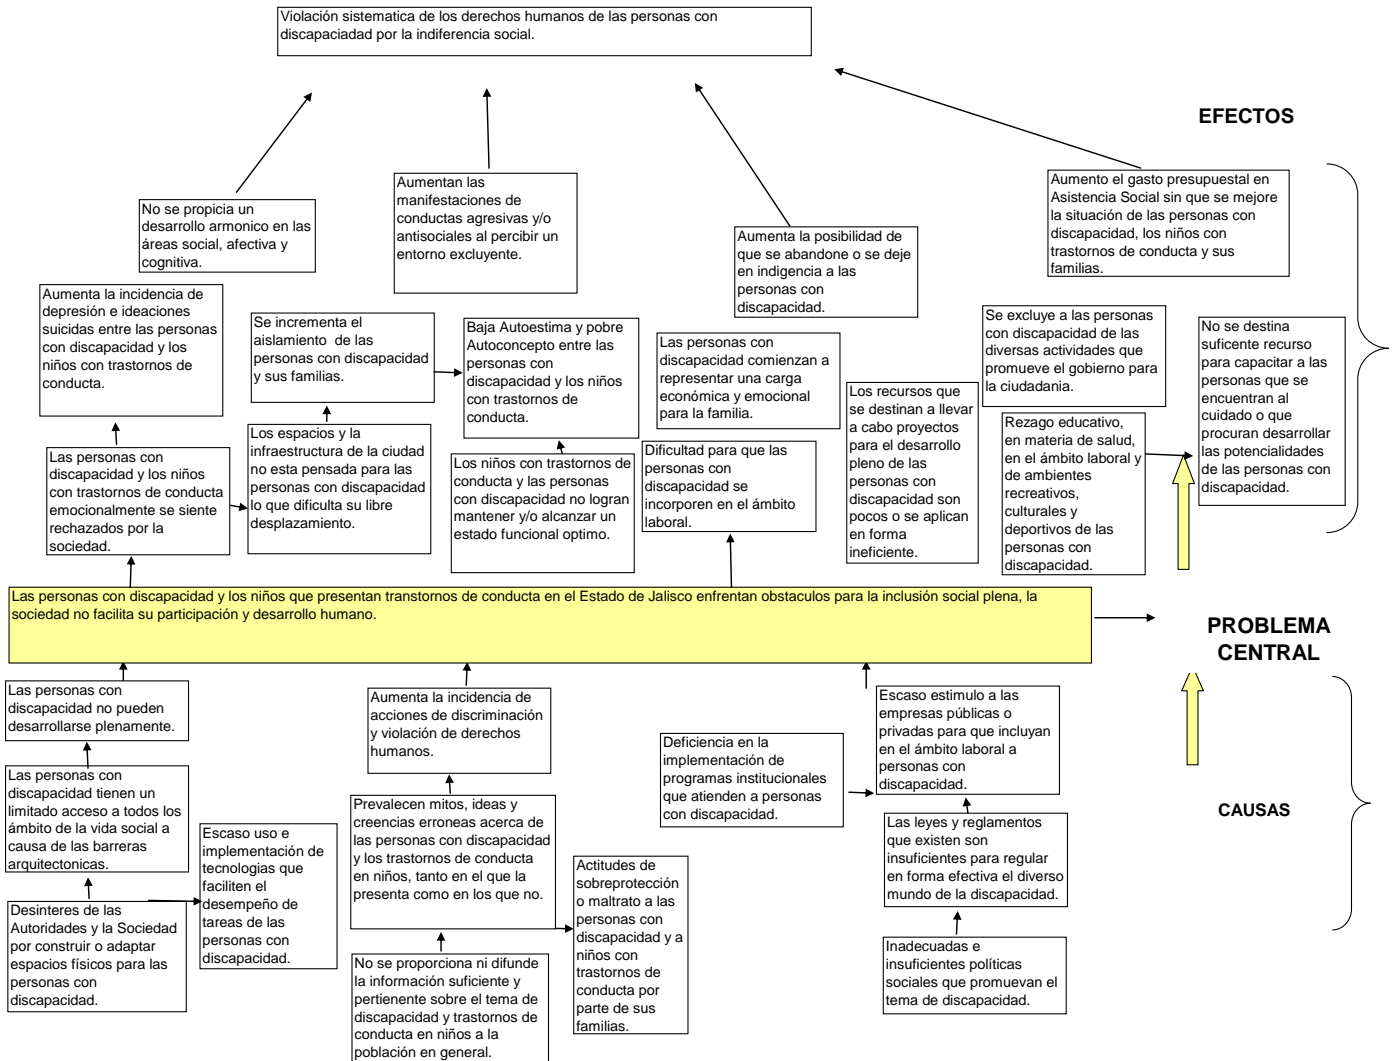 Violación sistematica de los derechos humanos de las personas con
discapaciadad por la indiferencia social.
EFECTOS
No se propicia un
desarrollo armonico en las
áreas social, afectiva y
cognitiva.
Aumentan las
manifestaciones de
conductas agresivas y/o
antisociales al percibir un
entorno excluyente.
Aumenta la posibilidad de
que se abandone o se deje
en indigencia a las
personas con
discapacidad.
Aumento el gasto presupuestal en
Asistencia Social sin que se mejore
la situación de las personas con
discapacidad, los niños con
trastornos de conducta y sus
familias.
Aumenta la incidencia de
depresión e ideaciones
suicidas entre las personas
con discapacidad y los
niños con trastornos de
conducta.
Se incrementa el
aislamiento de las
personas con discapacidad
y sus familias.
Baja Autoestima y pobre
Autoconcepto entre las
personas con
discapacidad y los niños
con trastornos de
conducta.
Las personas con
discapacidad comienzan a
representar una carga
económica y emocional
para la familia.
Los recursos que
se destinan a llevar
a cabo proyectos
para el desarrollo
pleno de las
personas con
discapacidad son
pocos o se aplican
en forma
ineficiente.
Se excluye a las personas
con discapacidad de las
diversas actividades que
promueve el gobierno para
la ciudadania.
No se destina
suficente recurso
para capacitar a las
personas que se
encuentran al
cuidado o que
procuran desarrollar
las potencialidades
de las personas con
discapacidad.
Las personas con
discapacidad y los niños
con trastornos de conducta
emocionalmente se siente
rechazados por la
sociedad.
Los espacios y la
infraestructura de la ciudad
no esta pensada para las
personas con discapacidad
lo que dificulta su libre
desplazamiento.
Los niños con trastornos de
conducta y las personas
con discapacidad no logran
mantener y/o alcanzar un
estado funcional optimo.
Dificultad para que las
personas con
discapacidad se
incorporen en el ámbito
laboral.
Rezago educativo,
en materia de salud,
en el ámbito laboral y
de ambientes
recreativos,
culturales y
deportivos de las
personas con
discapacidad.
Las personas con discapacidad y los niños que presentan transtornos de conducta en el Estado de Jalisco enfrentan obstaculos para la inclusión social plena, la
sociedad no facilita su participación y desarrollo humano.
PROBLEMA
CENTRAL
Las personas con
discapacidad no pueden
desarrollarse plenamente.
Aumenta la incidencia de
acciones de discriminación
y violación de derechos
humanos.
Deficiencia en la
implementación de
programas institucionales
que atienden a personas
con discapacidad.
Escaso estimulo a las
empresas públicas o
privadas para que incluyan
en el ámbito laboral a
personas con
discapacidad.
CAUSAS
Las personas con
discapacidad tienen un
limitado acceso a todos los
ámbito de la vida social a
causa de las barreras
arquitectonicas.
Escaso uso e
implementación de
tecnologias que
faciliten el
desempeño de
tareas de las
personas con
discapacidad.
Prevalecen mitos, ideas y
creencias erroneas acerca de
las personas con discapacidad
y los trastornos de conducta
en niños, tanto en el que la
presenta como en los que no.
Actitudes de
sobreprotección
o maltrato a las
personas con
discapacidad y a
niños con
trastornos de
conducta por
parte de sus
familias.
Las leyes y reglamentos
que existen son
insuficientes para regular
en forma efectiva el diverso
mundo de la discapacidad.
Desinteres de las
Autoridades y la Sociedad
por construir o adaptar
espacios físicos para las
personas con
discapacidad.
No se proporciona ni difunde
la información suficiente y
pertinente sobre el tema de
discapacidad y trastornos de
conducta en niños a la
población en general.
Inadecuadas e
insuficientes políticas
sociales que promuevan el
tema de discapacidad.